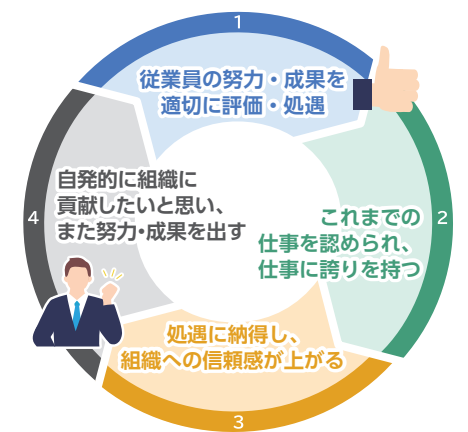 1
従業員の努力・成果を
適切に評価・処遇
2
これまでの
仕事を認められ、
仕事に誇りを持つ
3
処遇に納得し、
組織への信頼感が上がる
4
自発的に組織に
貢献したいと思い、
また努力・成果を出す